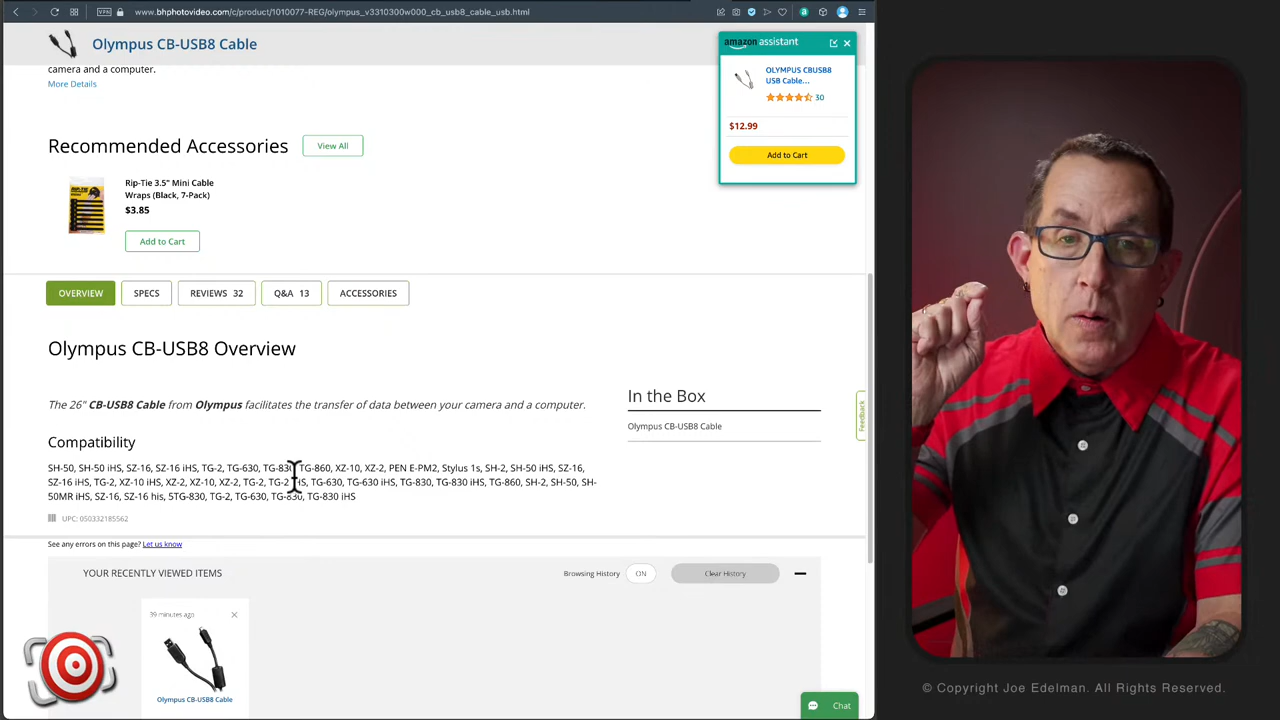 VPN
www.bhphotovideo.com/c/product/1010077-REG/olympus_v3310300w000_cb_usb8_cable_usb.html
Olympus CB-USB8 Cable
camera and a computer.
More Details
amazon assistant
OLYMPUS CBUSB8
USB Cable...
30
$12.99
Add to Cart
Recommended Accessories
View All
Rip-Tie 3.5" Mini Cable
Wraps (Black, 7-Pack)
$3.85
Add to Cart
OVERVIEW
SPECS
REVIEWS 32
Q&A 13
ACCESSORIES
Olympus CB-USB8 Overview
The 26" CB-USB8 Cable from Olympus facilitates the transfer of data between your camera and a computer.
In the Box
Olympus CB-USB8 Cable
Feedback
Compatibility
SH-50, SH-50 iHS, SZ-16, SZ-16 iHS, TG-2, TG-630, TG-830 TG-860, XZ-10, XZ-2, PEN E-PM2, Stylus 1s, SH-2, SH-50 iHS, SZ-16,
SZ-16 iHS, TG-2, XZ-10 iHS, XZ-2, XZ-10, XZ-2, TG-2, TG-2 iHS, TG-630, TG-630 iHS, TG-830, TG-830 iHS, TG-860, SH-2, SH-50, SH-
50MR iHS, SZ-16, SZ-16 his, 5TG-830, TG-2, TG-630, TG-830, TG-830 iHS
UPC: 050332185562
See any errors on this page? Let us know
YOUR RECENTLY VIEWED ITEMS
Browsing History
ON
Clear History
39 minutes ago
Olympus CB-USB8 Cable
Chat
© Copyright Joe Edelman. All Rights Reserved.